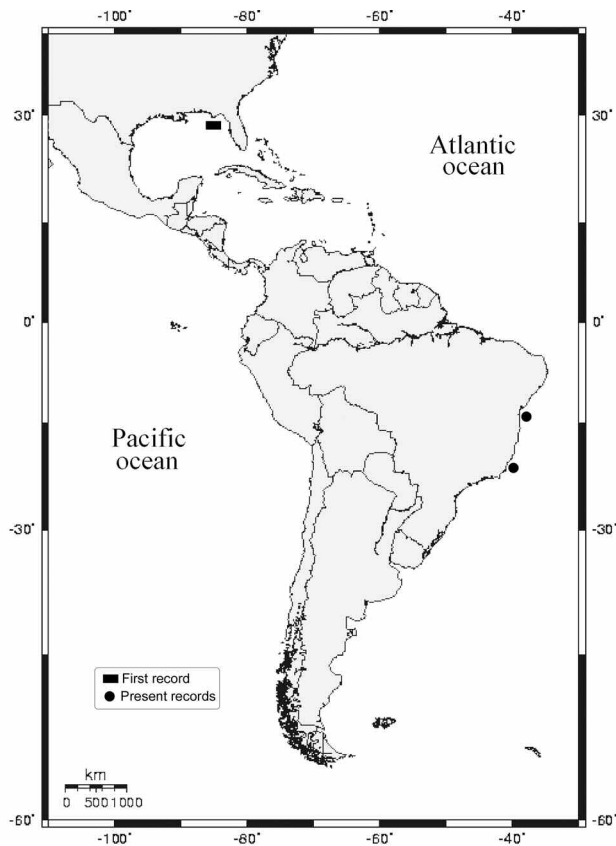 -100° -80° -60° -40°
30° 30°
Atlantic
ocean
0° 0°
Pacific
ocean
-30° -30°
First record
Present records
km
0 500 1000
-60° -60°
-100° -80° -60° -40°